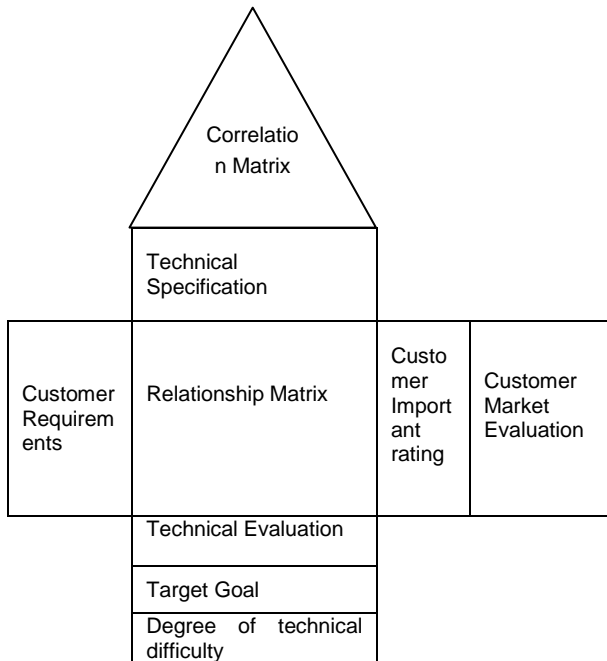 Correlatio
n Matrix
Technical
Specification
Customer
Requirem
ents
Relationship Matrix
Custo
mer
Import
ant
rating
Customer
Market
Evaluation
Technical Evaluation
Target Goal
Degree of technical
difficulty